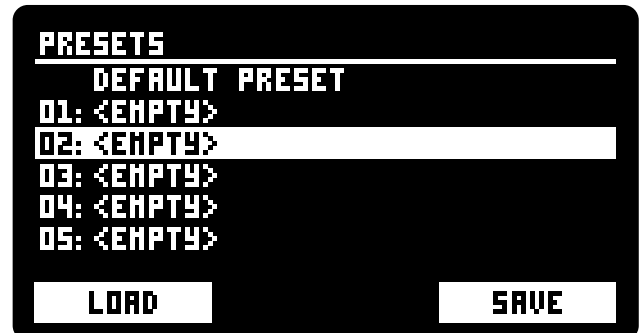 PRESETS
DEFAULT PRESET
01: <EMPTY>
02: <EMPTY>
03: <EMPTY>
04: <EMPTY>
05: <EMPTY>
LOAD SAVE